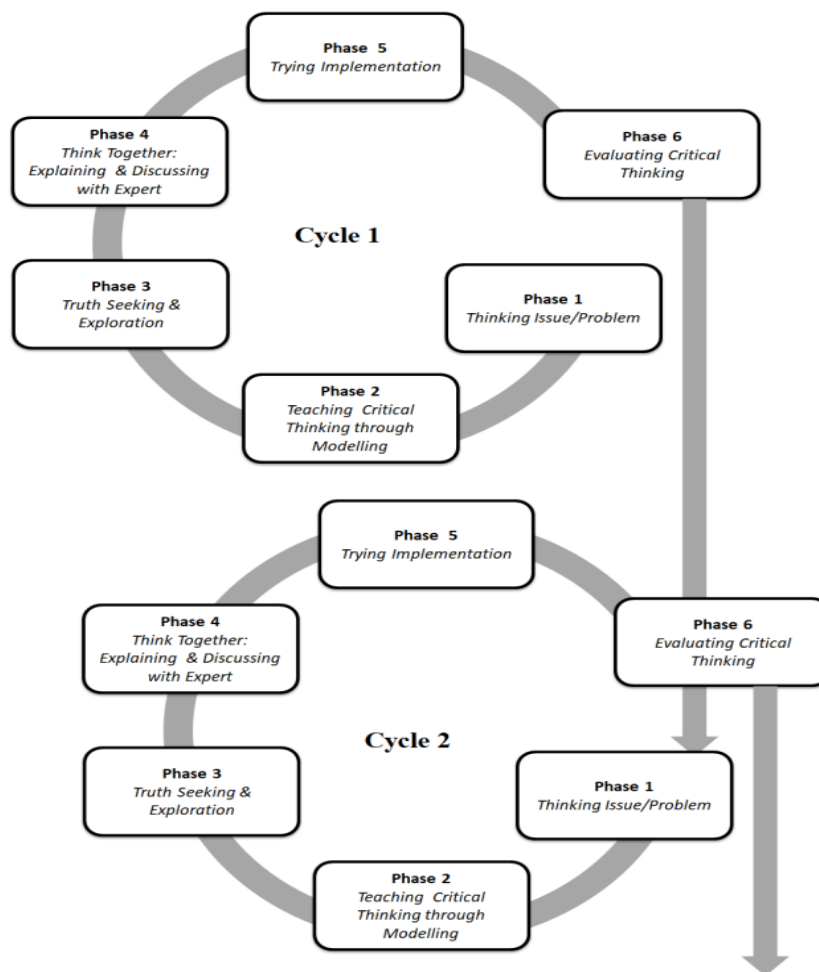 Phase 5
Trying Implementation
Phase 4
Think Together:
Explaining & Discussing
with Expert
Phase 6
Evaluating Critical
Thinking
Cycle 1
Phase 3
Truth Seeking &
Exploration
Phase 1
Thinking Issue/Problem
Phase 2
Teaching Critical
Thinking through
Modelling
Phase 5
Trying Implementation
Phase 4
Think Together:
Explaining & Discussing
with Expert
Phase 6
Evaluating Critical
Thinking
Cycle 2
Phase 3
Truth Seeking &
Exploration
Phase 1
Thinking Issue/Problem
Phase 2
Teaching Critical
Thinking through
Modelling